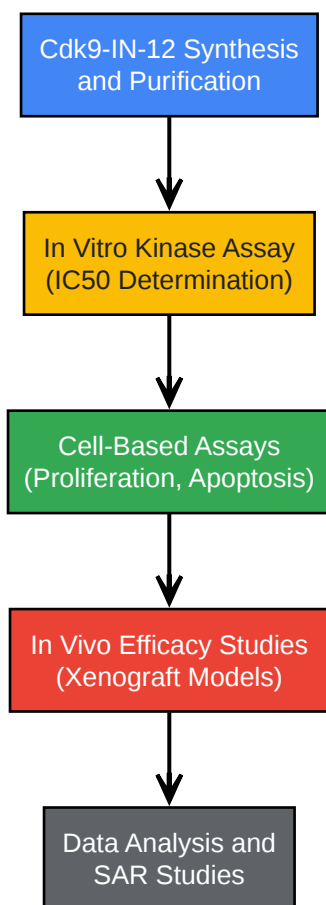 Cdk9-IN-12 Synthesis
and Purification
In Vitro Kinase Assay
(IC50 Determination)
Cell-Based Assays
(Proliferation, Apoptosis)
In Vivo Efficacy Studies
(Xenograft Models)
Data Analysis and
SAR Studies